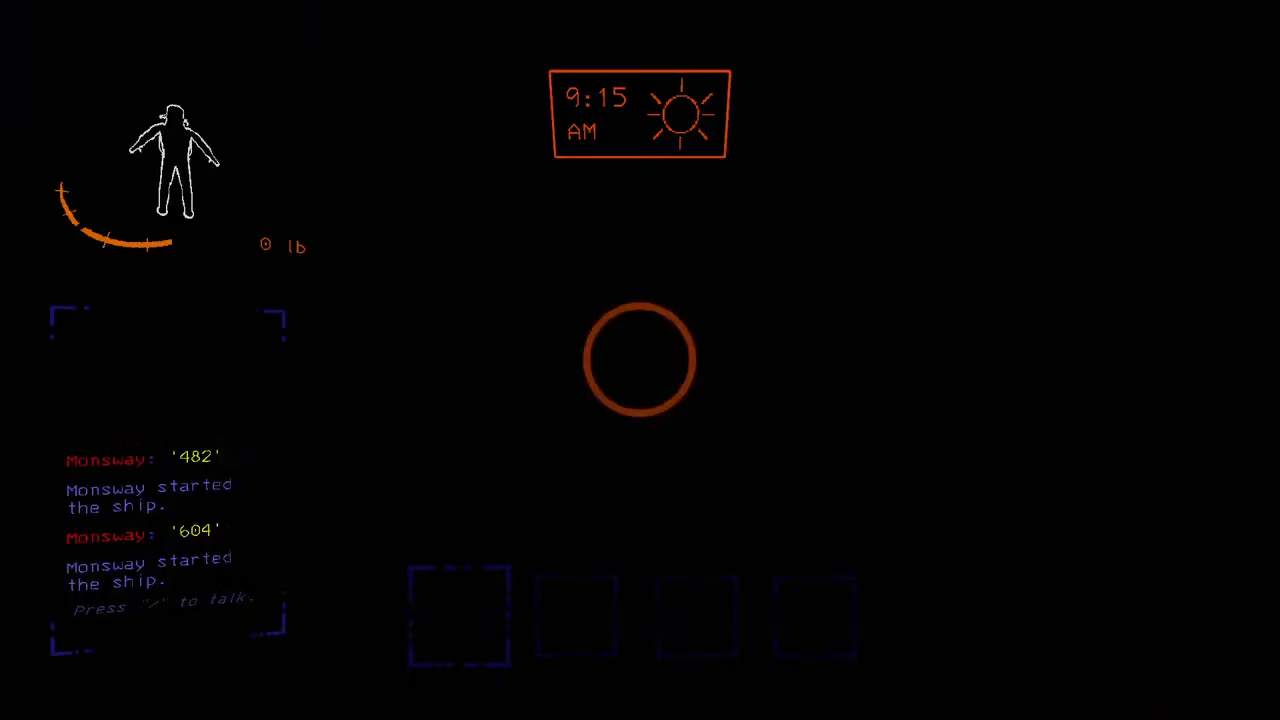 9:15
AM
0 lb
Monsway: '482'
Monsway started
the ship.
Monsway: '604'
Monsway started
the ship.
Press "/" to talk.